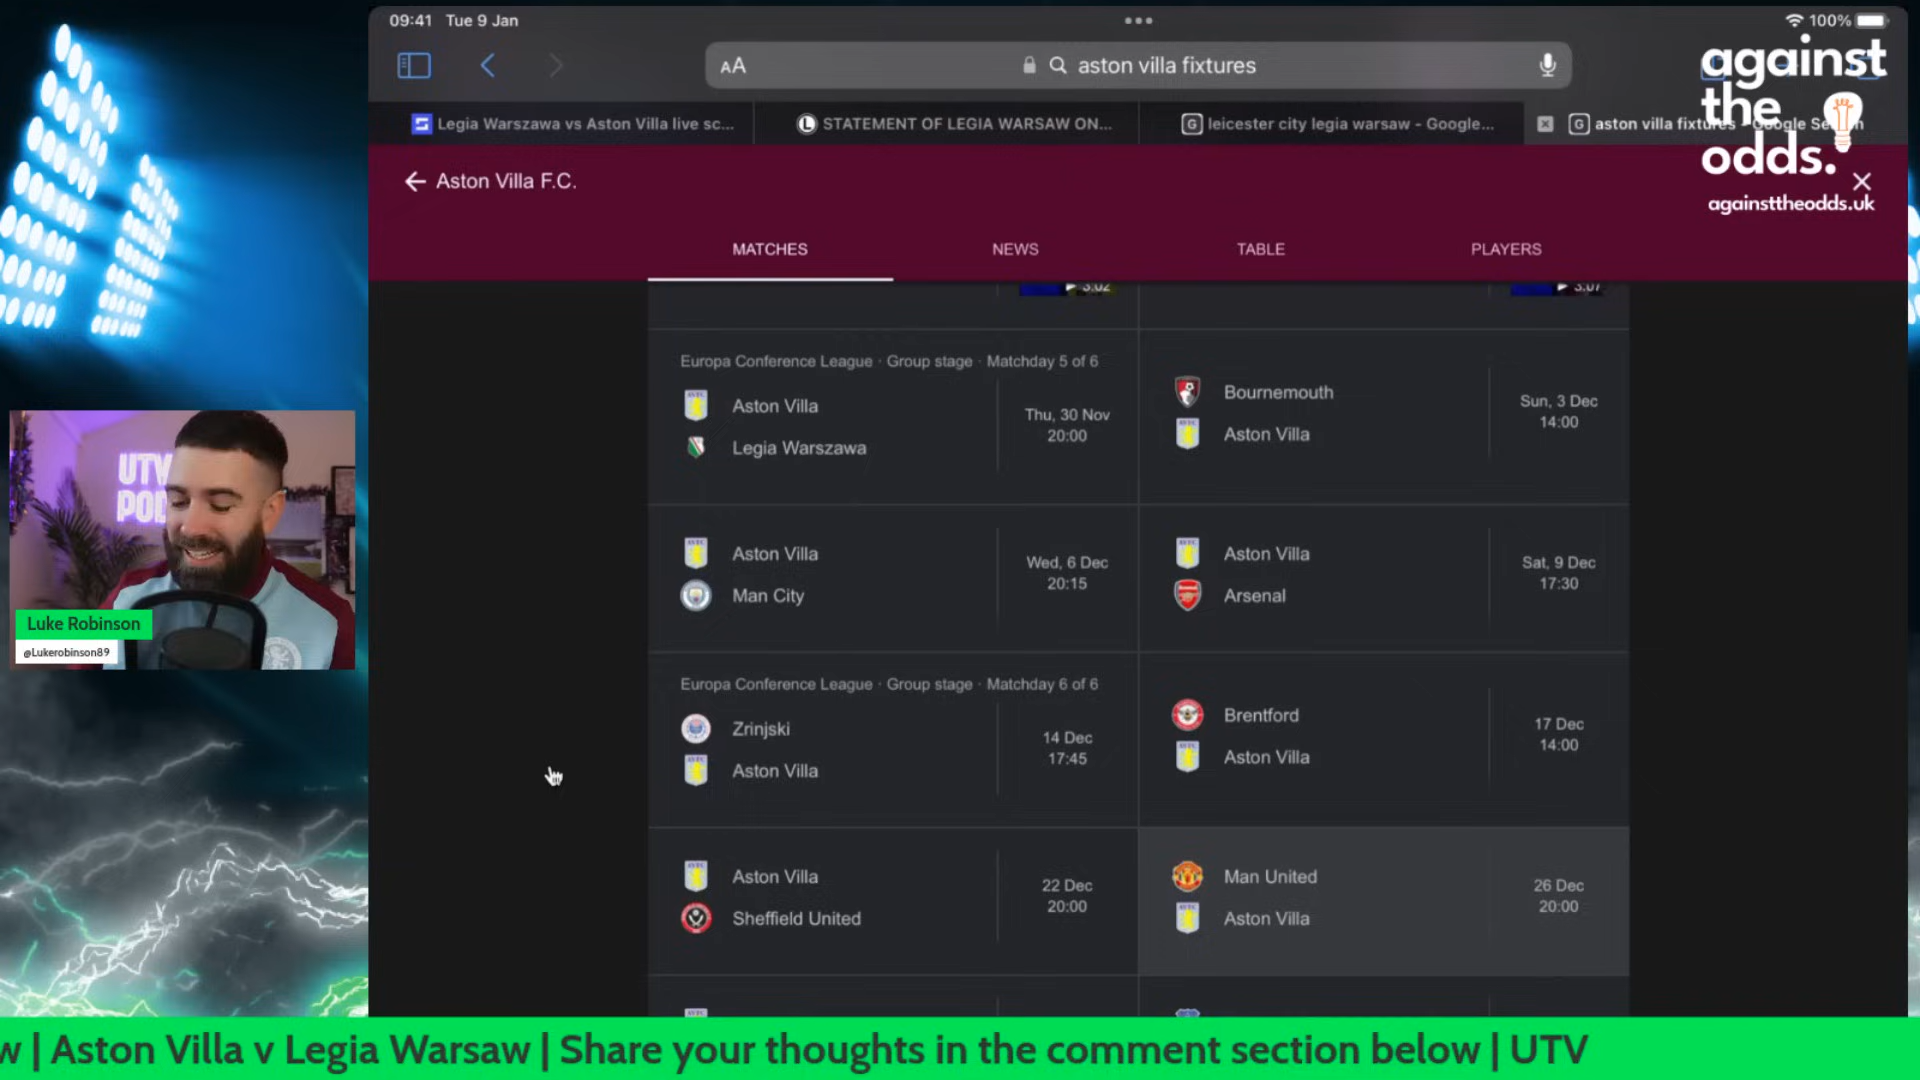 09:41 Tue 9 Jan
100%
AA
aston villa fixtures
against
the
odds.
againsttheodds.uk
Legia Warszawa vs Aston Villa live sc...
STATEMENT OF LEGIA WARSAW ON...
leicester city legia warsaw - Google...
aston villa fixtures - Google Search
Aston Villa F.C.
MATCHES
NEWS
TABLE
PLAYERS
3:02
3:07
Europa Conference League · Group stage · Matchday 5 of 6
Aston Villa
Legia Warszawa
Thu, 30 Nov
20:00
Bournemouth
Aston Villa
Sun, 3 Dec
14:00
Aston Villa
Man City
Wed, 6 Dec
20:15
Aston Villa
Arsenal
Sat, 9 Dec
17:30
Europa Conference League · Group stage · Matchday 6 of 6
Zrinjski
Aston Villa
14 Dec
17:45
Brentford
Aston Villa
17 Dec
14:00
Aston Villa
Sheffield United
22 Dec
20:00
Man United
Aston Villa
26 Dec
20:00
UTV
POD
Luke Robinson
@Lukerobinson89
w | Aston Villa v Legia Warsaw | Share your thoughts in the comment section below | UTV